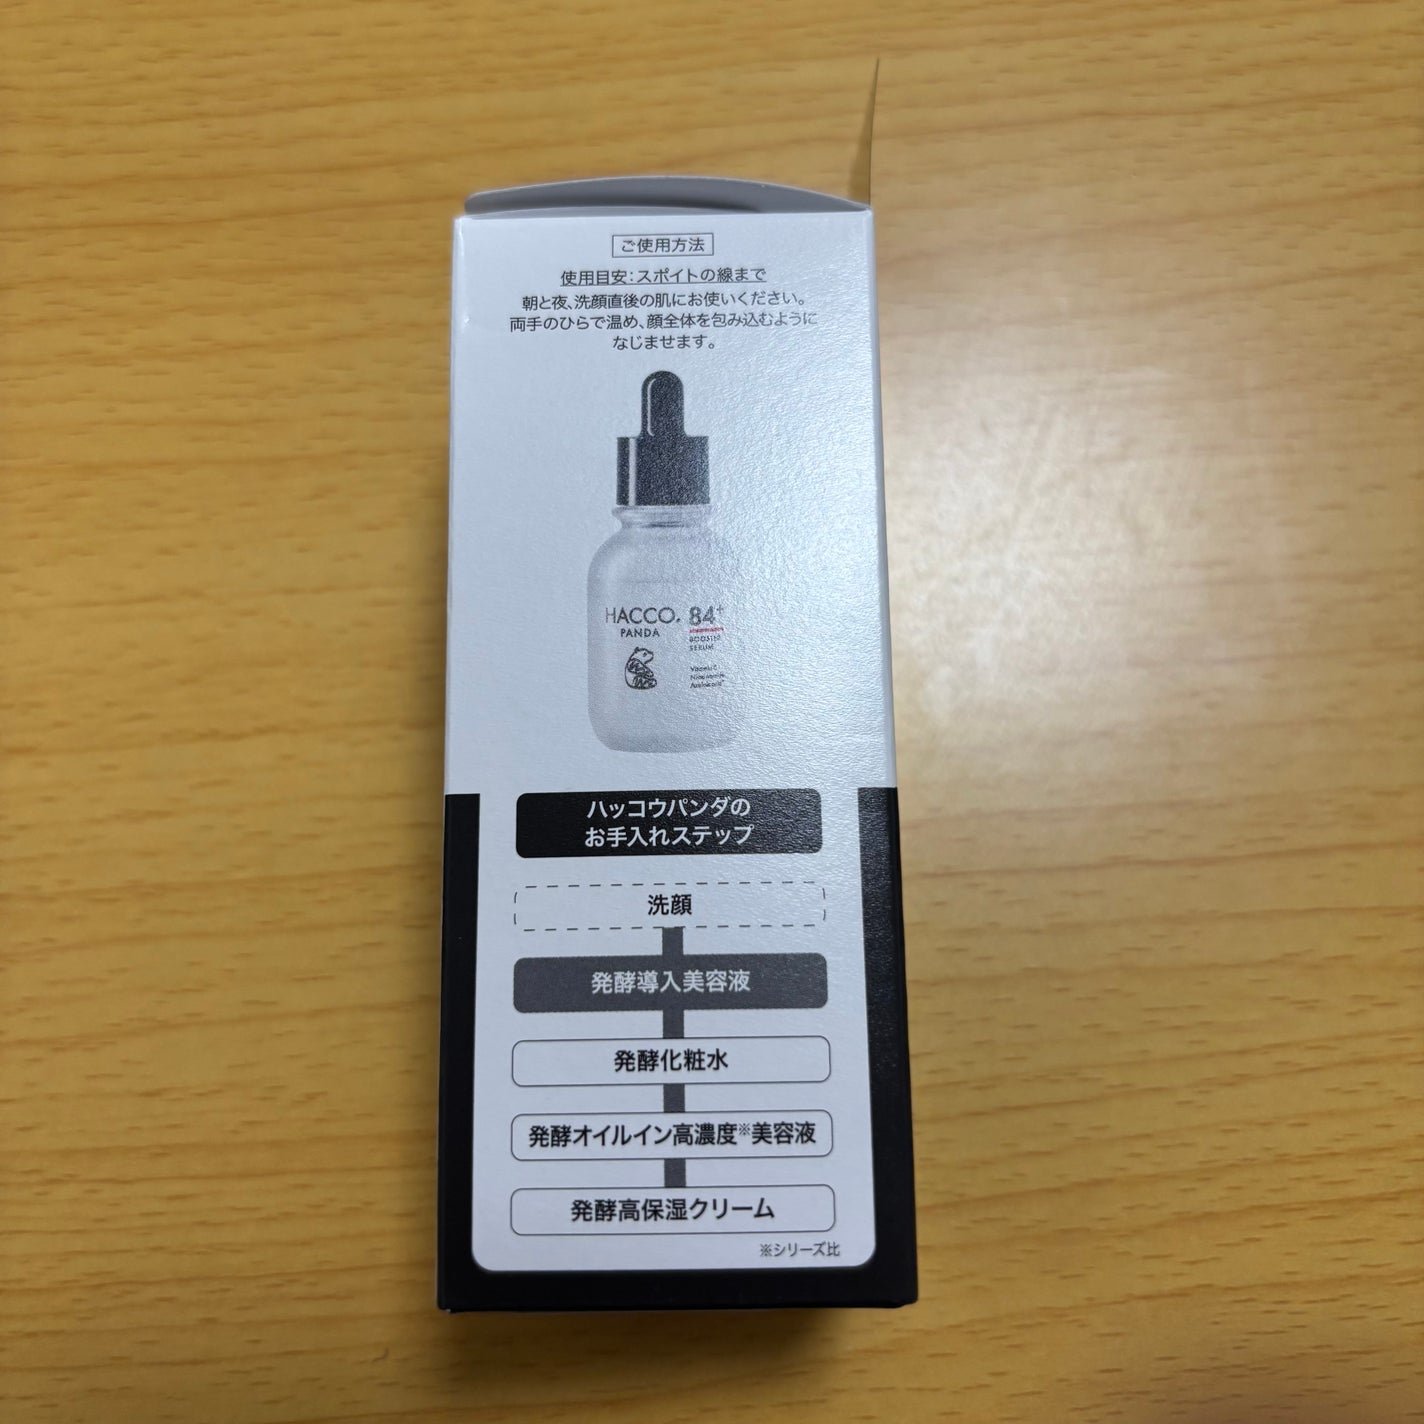 ご使用方法
使用目安:スポイトの線まで
朝と夜、洗顔直後の肌にお使いください。
両手のひらで温め、顔全体を包み込むように
なじませます。
HACCO. 84+
PANDA
BOOSTER
SERUM
ハッコウパンダの
お手入れステップ
洗顔
発酵導入美容液
発酵化粧水
発酵オイルイン高濃度※美容液
発酵高保湿クリーム
※シリーズ比